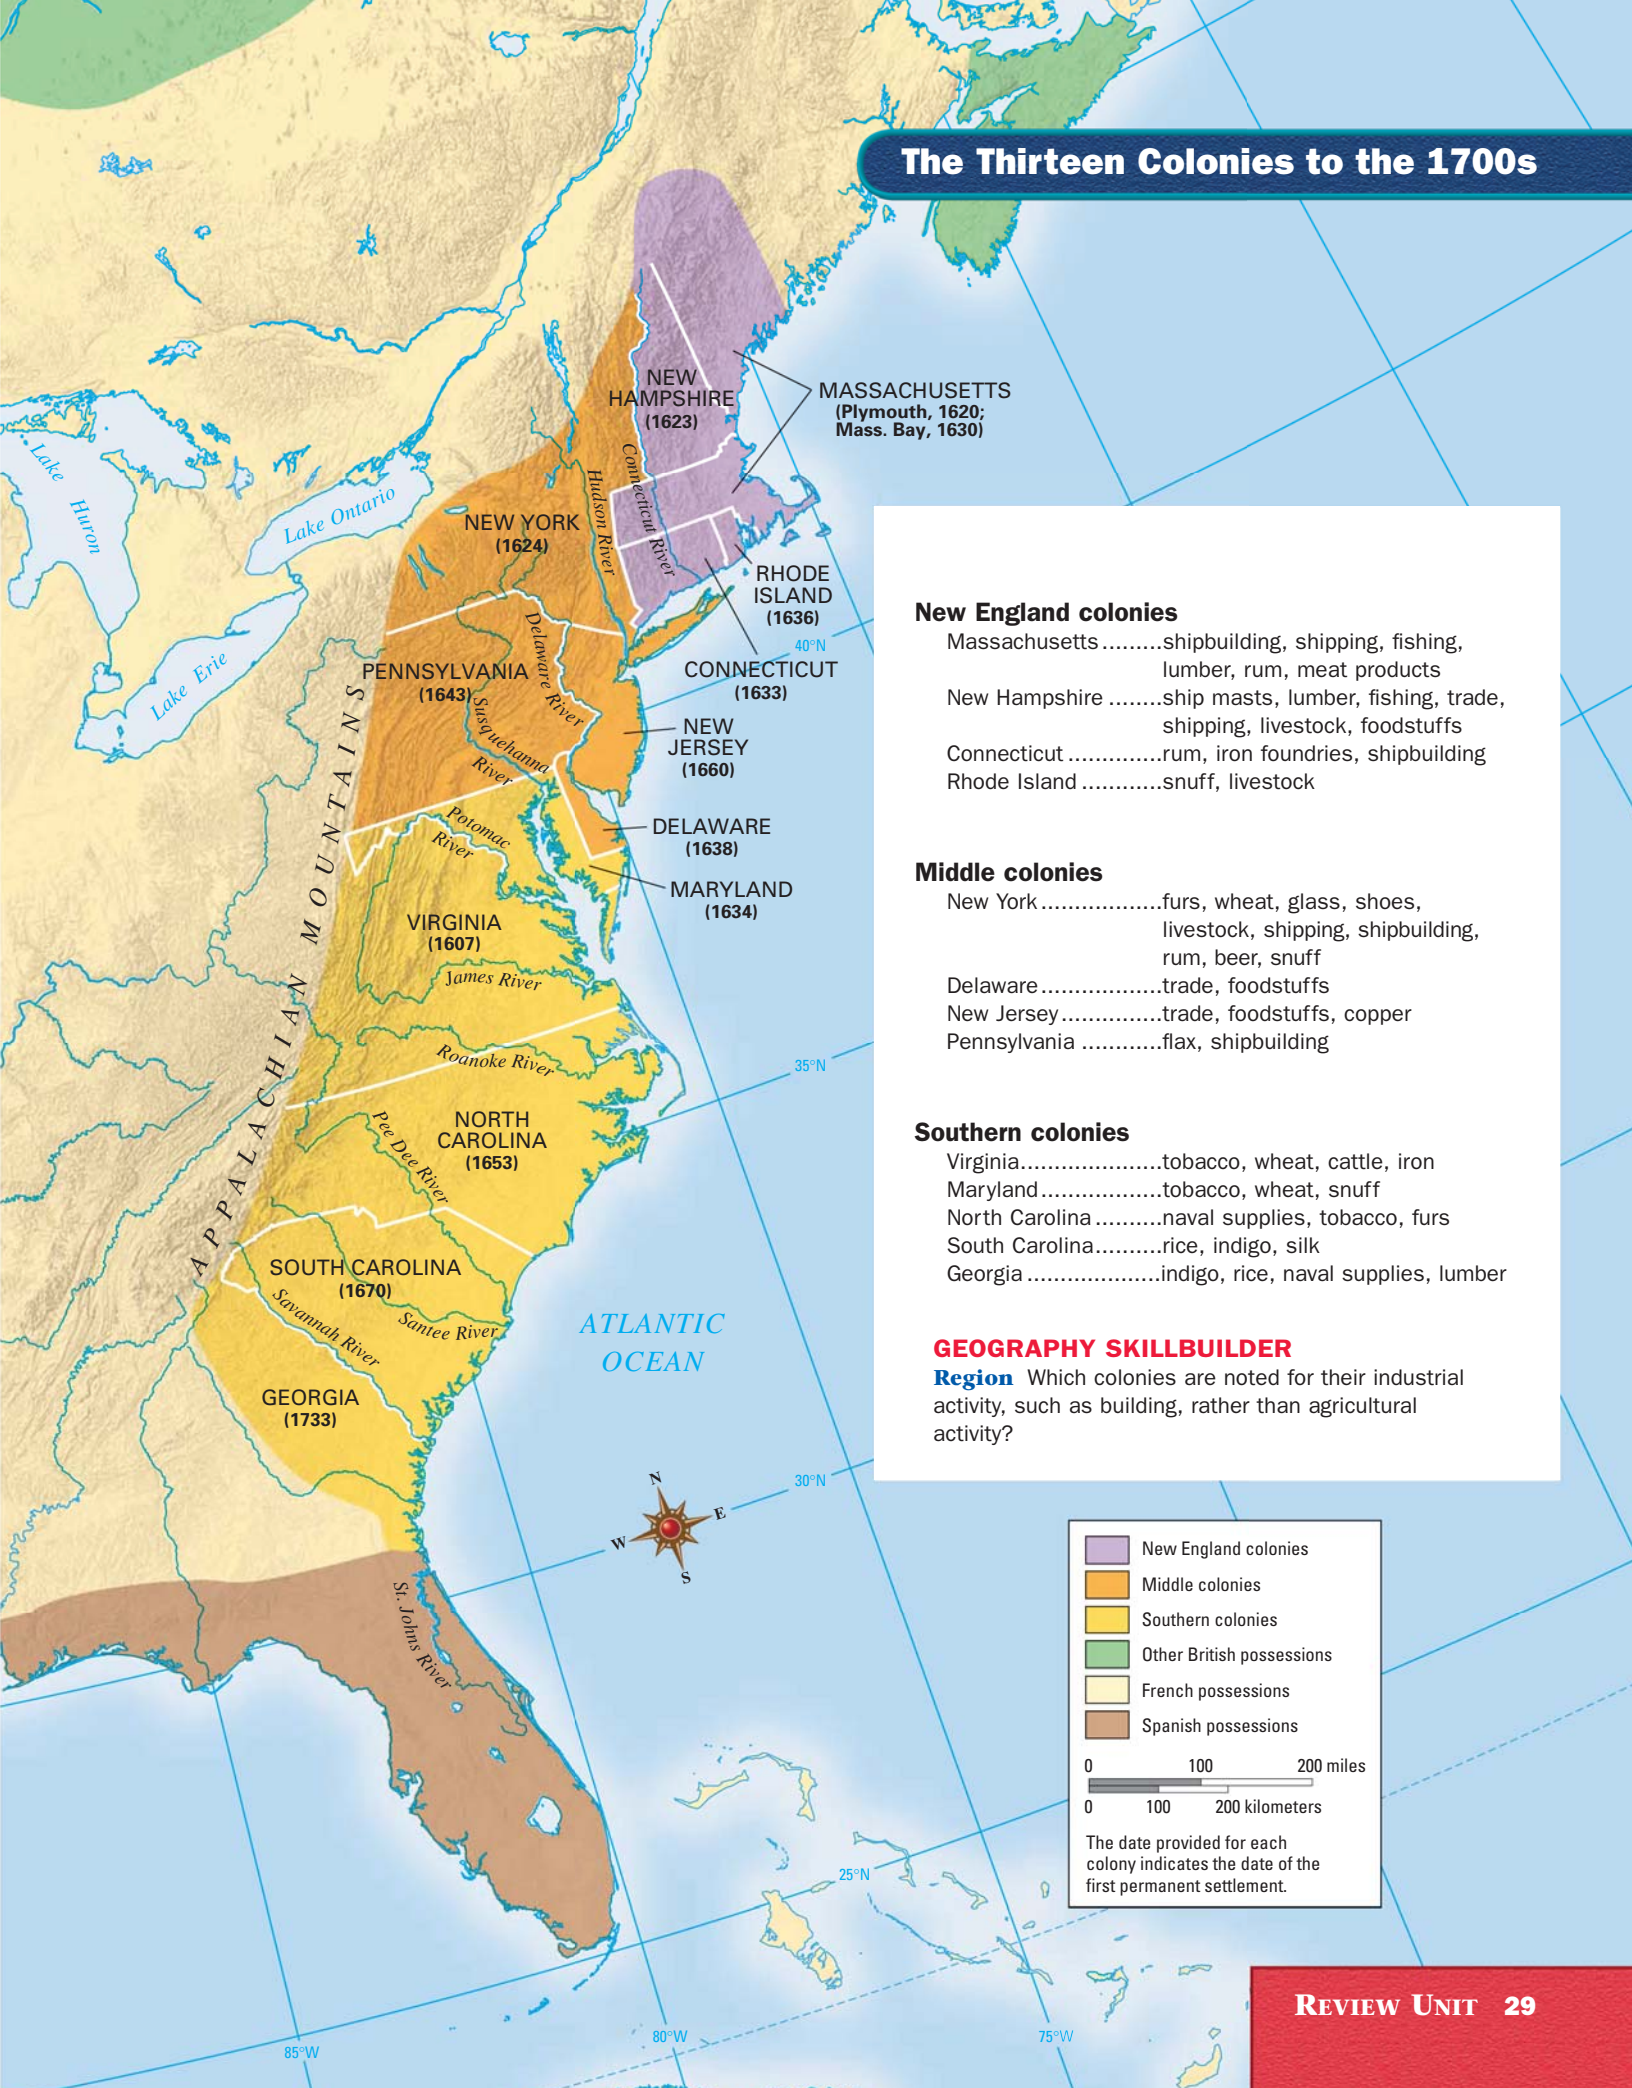 The Thirteen Colonies to the 1700s
NEW
HAMPSHIRE
(1623)
MASSACHUSETTS
(Plymouth, 1620;
Mass. Bay, 1630)
Connecticut River
Hudson River
Lake
Huron
Lake Ontario
NEW YORK
(1624)
RHODE
ISLAND
(1636)
40°N
CONNECTICUT
(1633)
Lake Erie
PENNSYLVANIA
(1643)
Delaware River
Susquehanna
River
NEW
JERSEY
(1660)
DELAWARE
(1638)
MARYLAND
(1634)
Potomac
River
VIRGINIA
(1607)
James River
APPALACHIAN MOUNTAINS
Roanoke River
35°N
NORTH
CAROLINA
(1653)
Pee Dee River
SOUTH CAROLINA
(1670)
Santee River
Savannah River
GEORGIA
(1733)
ATLANTIC
OCEAN
30°N
N
E
W
S
St. Johns River
25°N
85°W
80°W
75°W
New England colonies
Massachusetts .........shipbuilding, shipping, fishing,
lumber, rum, meat products
New Hampshire ........ship masts, lumber, fishing, trade,
shipping, livestock, foodstuffs
Connecticut ..............rum, iron foundries, shipbuilding
Rhode Island ............snuff, livestock
Middle colonies
New York ..................furs, wheat, glass, shoes,
livestock, shipping, shipbuilding,
rum, beer, snuff
Delaware ..................trade, foodstuffs
New Jersey ...............trade, foodstuffs, copper
Pennsylvania ............flax, shipbuilding
Southern colonies
Virginia.....................tobacco, wheat, cattle, iron
Maryland ..................tobacco, wheat, snuff
North Carolina ..........naval supplies, tobacco, furs
South Carolina..........rice, indigo, silk
Georgia ....................indigo, rice, naval supplies, lumber
GEOGRAPHY SKILLBUILDER
Region Which colonies are noted for their industrial
activity, such as building, rather than agricultural
activity?
New England colonies
Middle colonies
Southern colonies
Other British possessions
French possessions
Spanish possessions
0 100 200 miles
0 100 200 kilometers
The date provided for each
colony indicates the date of the
first permanent settlement.
REVIEW UNIT 29